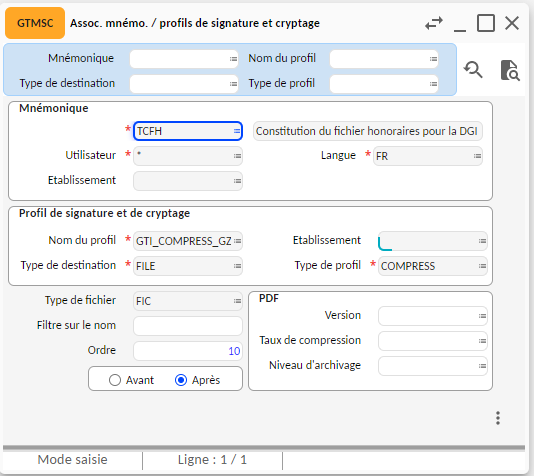 GTMSC Assoc. mnémo. / profils de signature et cryptage
Mnémonique Nom du profil
Type de destination Type de profil
Mnémonique
* TCFH Constitution du fichier honoraires pour la DGI
Utilisateur * * Langue * FR
Etablissement
Profil de signature et de cryptage
Nom du profil * GTI_COMPRESS_GZ Etablissement
Type de destination * FILE Type de profil * COMPRESS
Type de fichier FIC PDF
Version
Filtre sur le nom
Taux de compression
Ordre 10
Niveau d'archivage
Avant Après
Mode saisie Ligne : 1 / 1